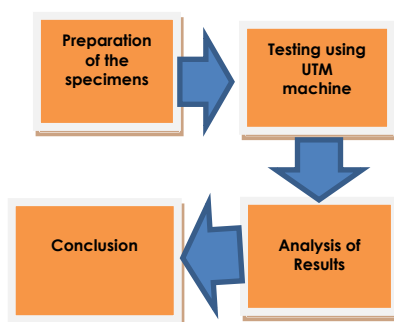 Preparation
of the
specimens
Testing using
UTM
machine
Analysis of
Results
Conclusion